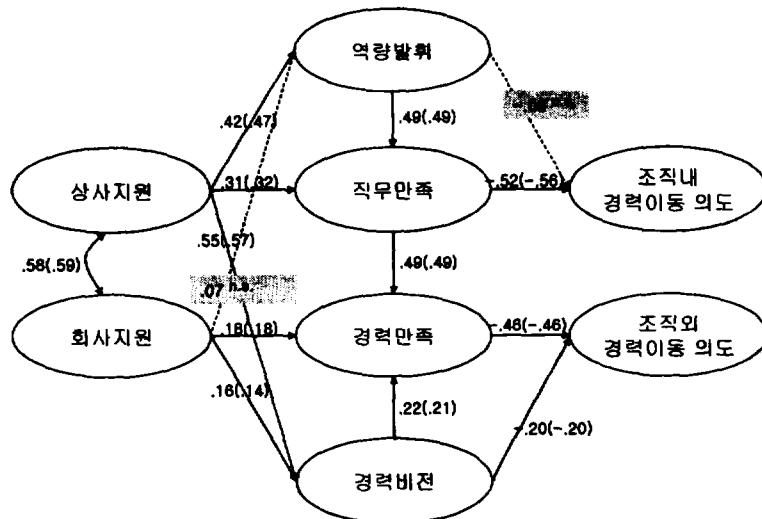 역량발휘
.42(.47)
.49(.49)
상사지원
.31(.32)
직무만족
-.52(-.56)
조직내
경력이동 의도
.55(.57)
.58(.59)
.49(.49)
.07 n.s.
회사지원
.18(.18)
경력만족
-.46(-.46)
조직외
경력이동 의도
.16(.14)
.22(.21)
-.20(-.20)
경력비전